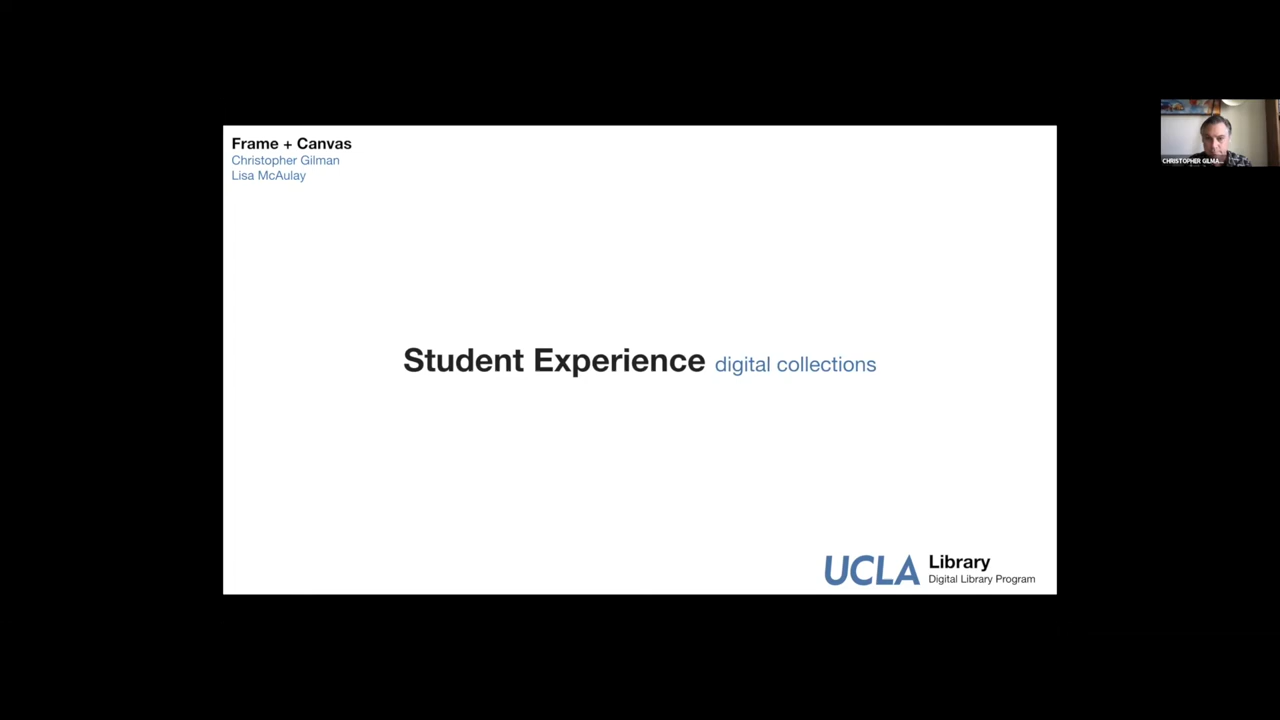 Frame + Canvas
Christopher Gilman
Lisa McAulay
CHRISTOPHER GILMA...
Student Experience digital collections
UCLA Library
Digital Library Program